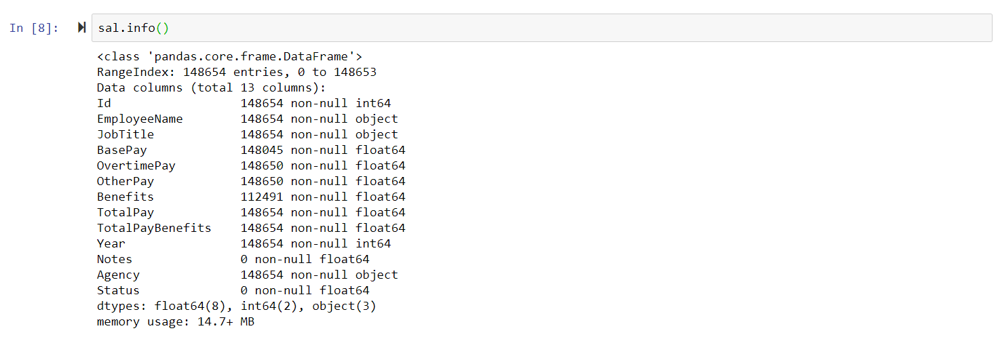 In [8]: sal.info()
<class 'pandas.core.frame.DataFrame'>
RangeIndex: 148654 entries, 0 to 148653
Data columns (total 13 columns):
Id                  148654 non-null int64
EmployeeName        148654 non-null object
JobTitle            148654 non-null object
BasePay             148045 non-null float64
OvertimePay         148650 non-null float64
OtherPay            148650 non-null float64
Benefits            112491 non-null float64
TotalPay            148654 non-null float64
TotalPayBenefits    148654 non-null float64
Year                148654 non-null int64
Notes               0 non-null float64
Agency              148654 non-null object
Status              0 non-null float64
dtypes: float64(8), int64(2), object(3)
memory usage: 14.7+ MB